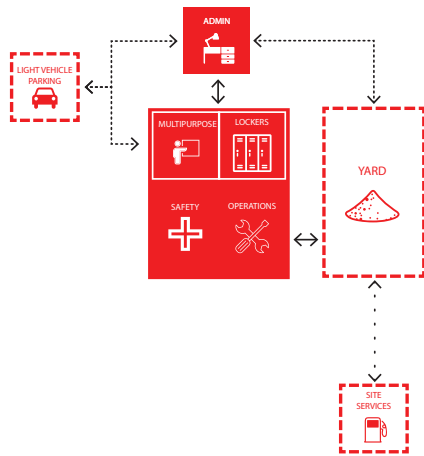 ADMIN
LIGHT VEHICLE
PARKING
MULTIPURPOSE
LOCKERS
YARD
SAFETY
OPERATIONS
SITE
SERVICES